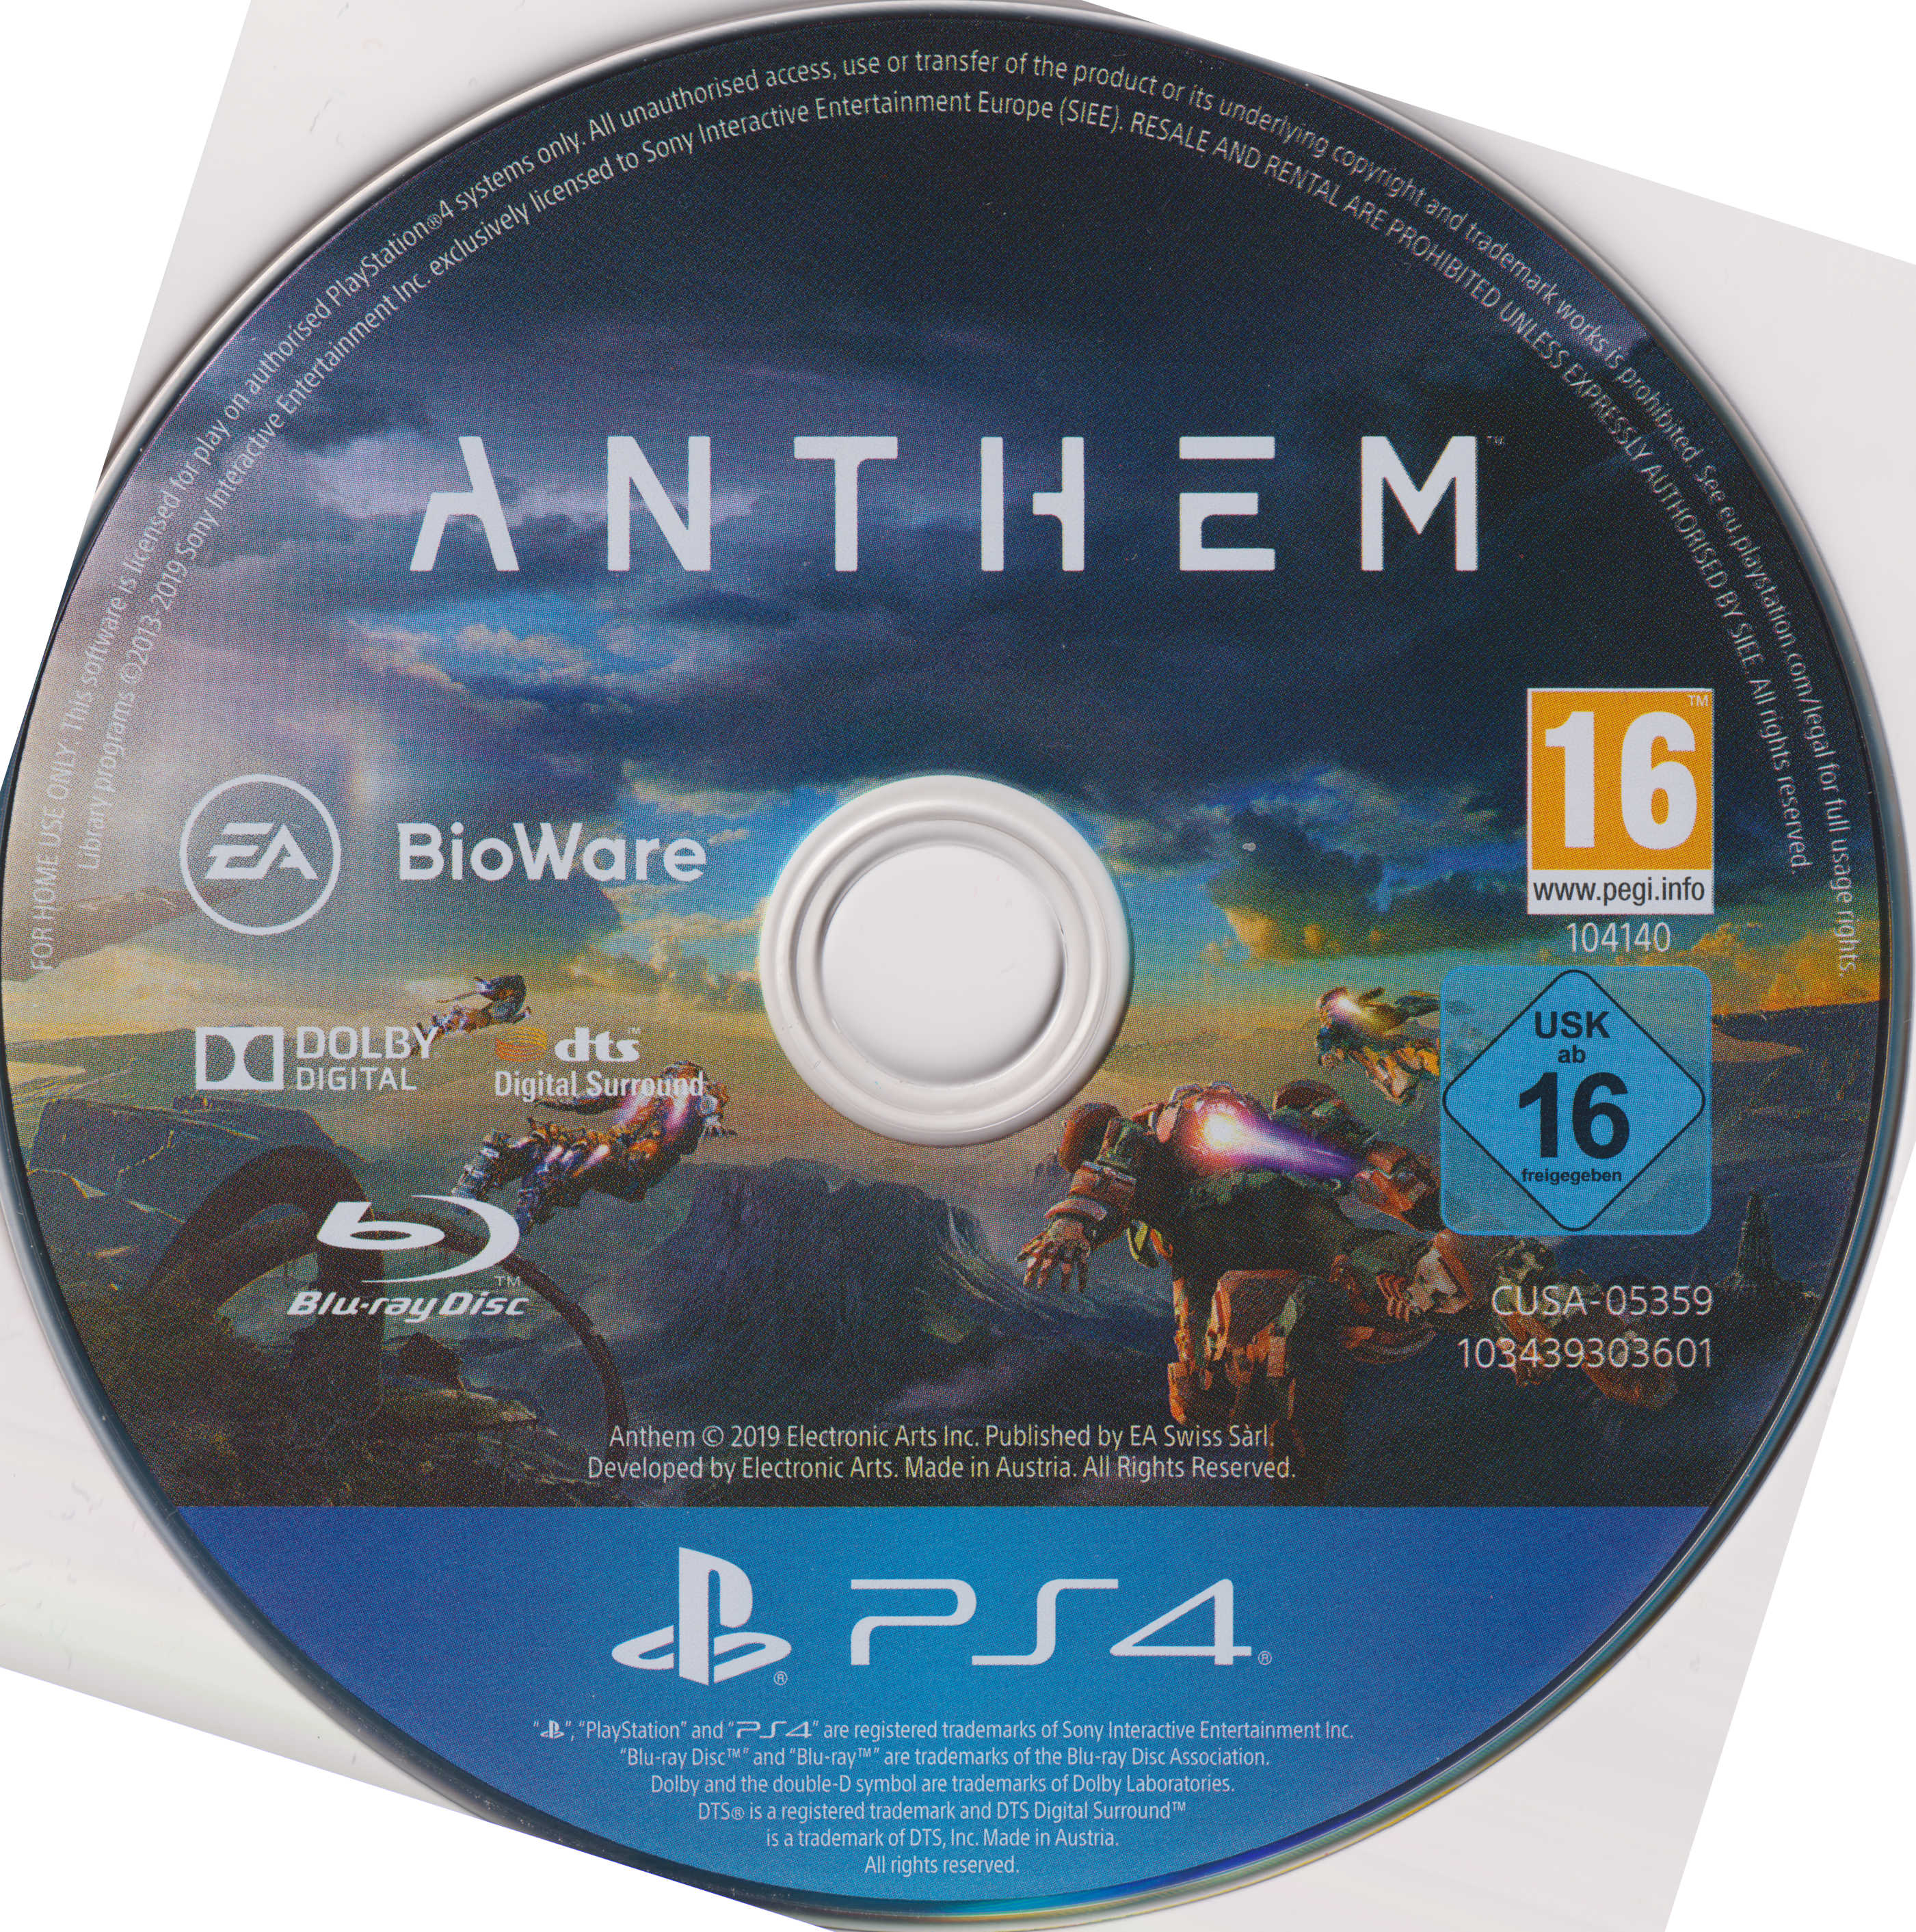 FOR HOME USE ONLY. This software is licensed for play on authorised PlayStation®4 systems only. All unauthorised access, use or transfer of the product or its underlying copyright and trademark works is prohibited. See eu.playstation.com/legal for full usage rights.
Library programs ©2013-2019 Sony Interactive Entertainment Inc. exclusively licensed to Sony Interactive Entertainment Europe (SIEE). RESALE AND RENTAL ARE PROHIBITED UNLESS EXPRESSLY AUTHORISED BY SIEE. All rights reserved.
ANTHEM™
EA BioWare
16™
www.pegi.info
104140
DOLBY
DIGITAL
dts™
Digital Surround
USK
ab
16
freigegeben
Blu-ray Disc™
CUSA-05359
103439303601
Anthem © 2019 Electronic Arts Inc. Published by EA Swiss Sàrl.
Developed by Electronic Arts. Made in Austria. All Rights Reserved.
® PS4®
“ ”, “PlayStation” and “PS4” are registered trademarks of Sony Interactive Entertainment Inc.
“Blu-ray Disc™” and “Blu-ray™” are trademarks of the Blu-ray Disc Association.
Dolby and the double-D symbol are trademarks of Dolby Laboratories.
DTS® is a registered trademark and DTS Digital Surround™
is a trademark of DTS, Inc. Made in Austria.
All rights reserved.